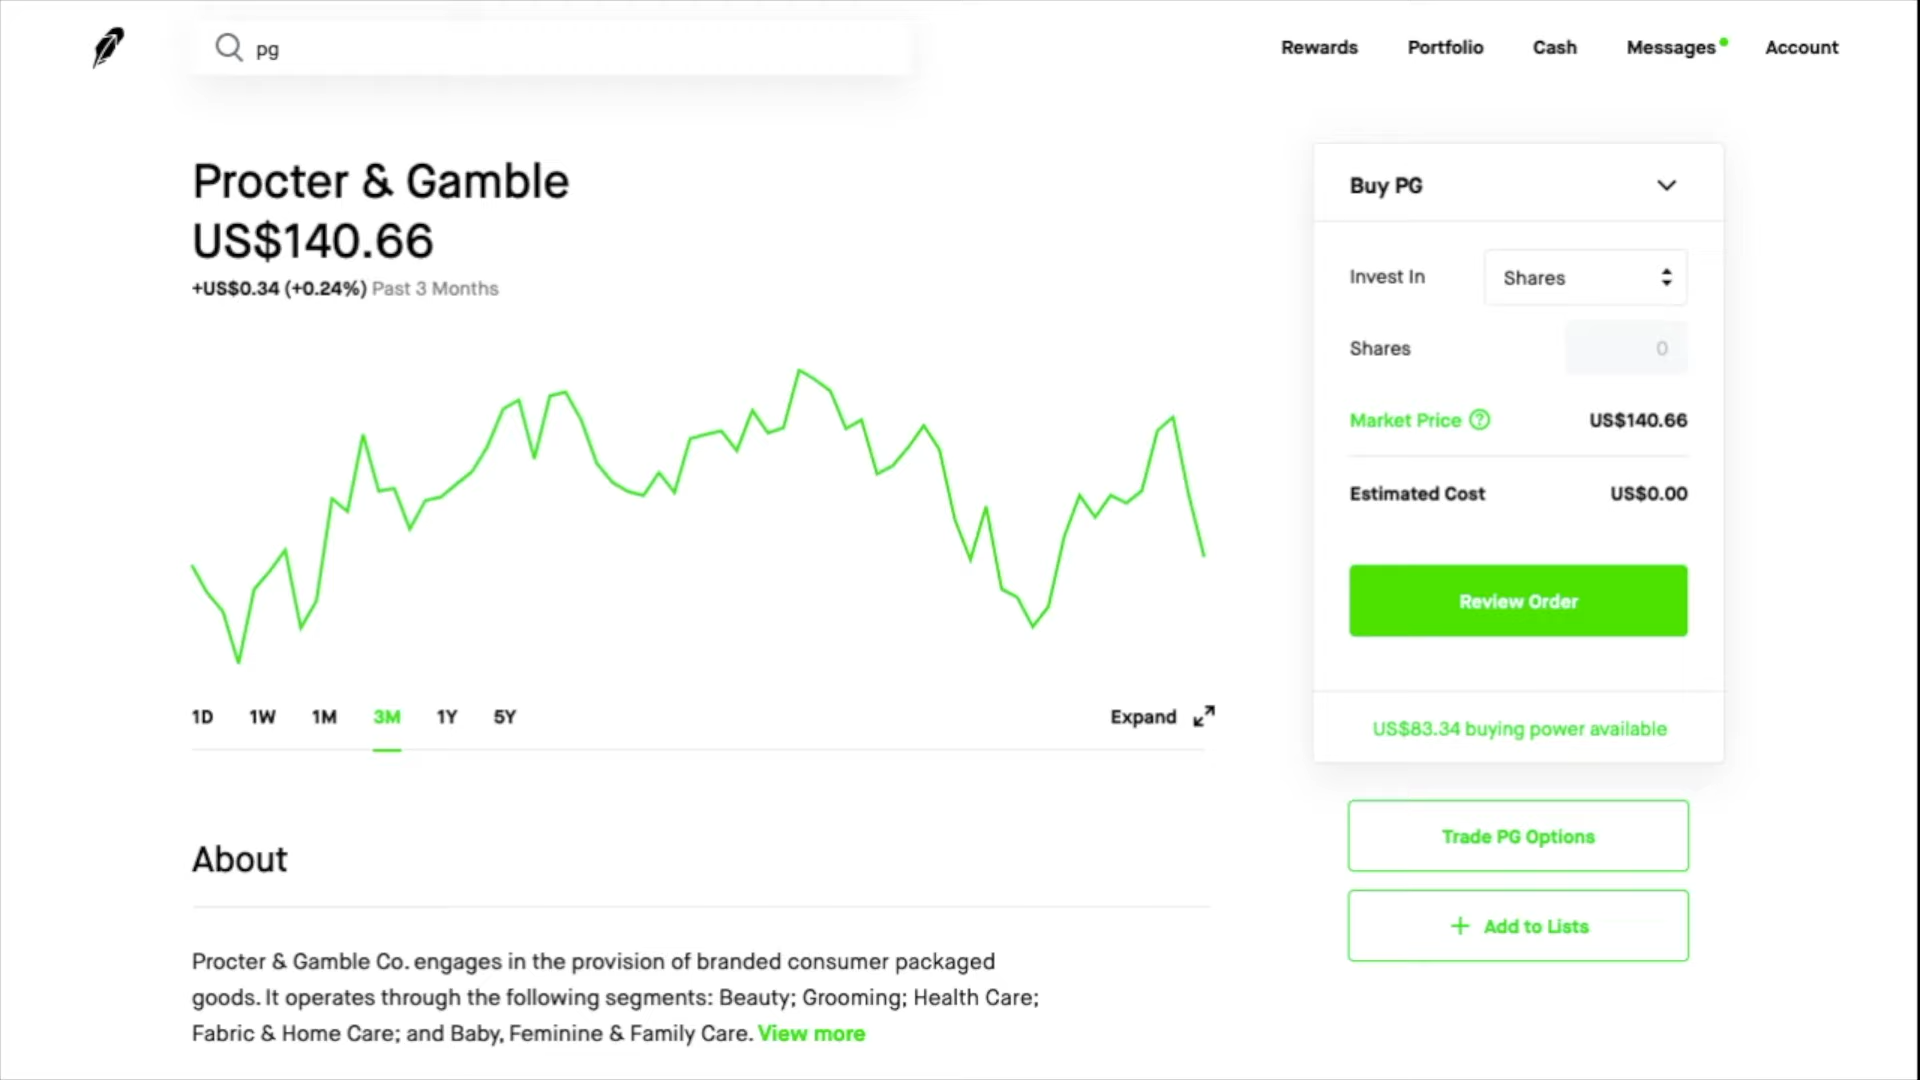 pg
Rewards
Portfolio
Cash
Messages
Account
Procter & Gamble
US$140.66
+US$0.34 (+0.24%) Past 3 Months
1D 1W 1M 3M 1Y 5Y
Expand
About
Procter & Gamble Co. engages in the provision of branded consumer packaged
goods. It operates through the following segments: Beauty; Grooming; Health Care;
Fabric & Home Care; and Baby, Feminine & Family Care. View more
Buy PG
Invest In Shares
Shares 0
Market Price ? US$140.66
Estimated Cost US$0.00
Review Order
US$83.34 buying power available
Trade PG Options
+ Add to Lists